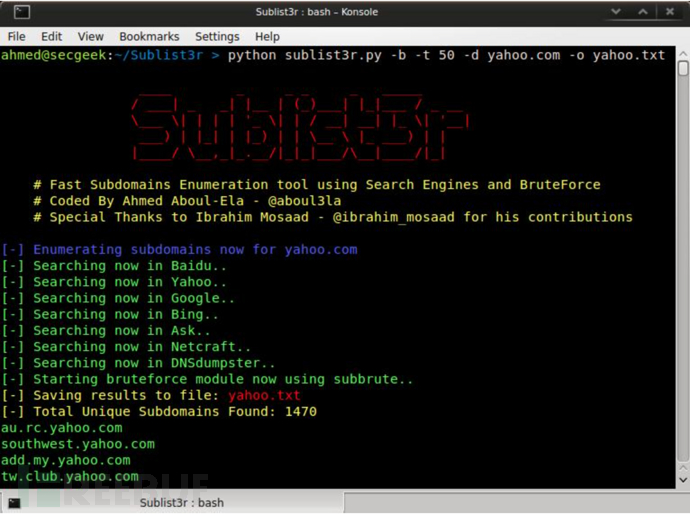 Sublist3r : bash – Konsole
File Edit View Bookmarks Settings Help
ahmed@secgeek:~/Sublist3r > python sublist3r.py -b -t 50 -d yahoo.com -o yahoo.txt
Sublist3r
# Fast Subdomains Enumeration tool using Search Engines and BruteForce
# Coded By Ahmed Aboul-Ela - @aboul3la
# Special Thanks to Ibrahim Mosaad - @ibrahim_mosaad for his contributions
[-] Enumerating subdomains now for yahoo.com
[-] Searching now in Baidu..
[-] Searching now in Yahoo..
[-] Searching now in Google..
[-] Searching now in Bing..
[-] Searching now in Ask..
[-] Searching now in Netcraft..
[-] Searching now in DNSdumpster..
[-] Starting bruteforce module now using subbrute..
[-] Saving results to file: yahoo.txt
[-] Total Unique Subdomains Found: 1470
au.rc.yahoo.com
southwest.yahoo.com
add.my.yahoo.com
tw.club.yahoo.com
FREEBUF
Sublist3r : bash